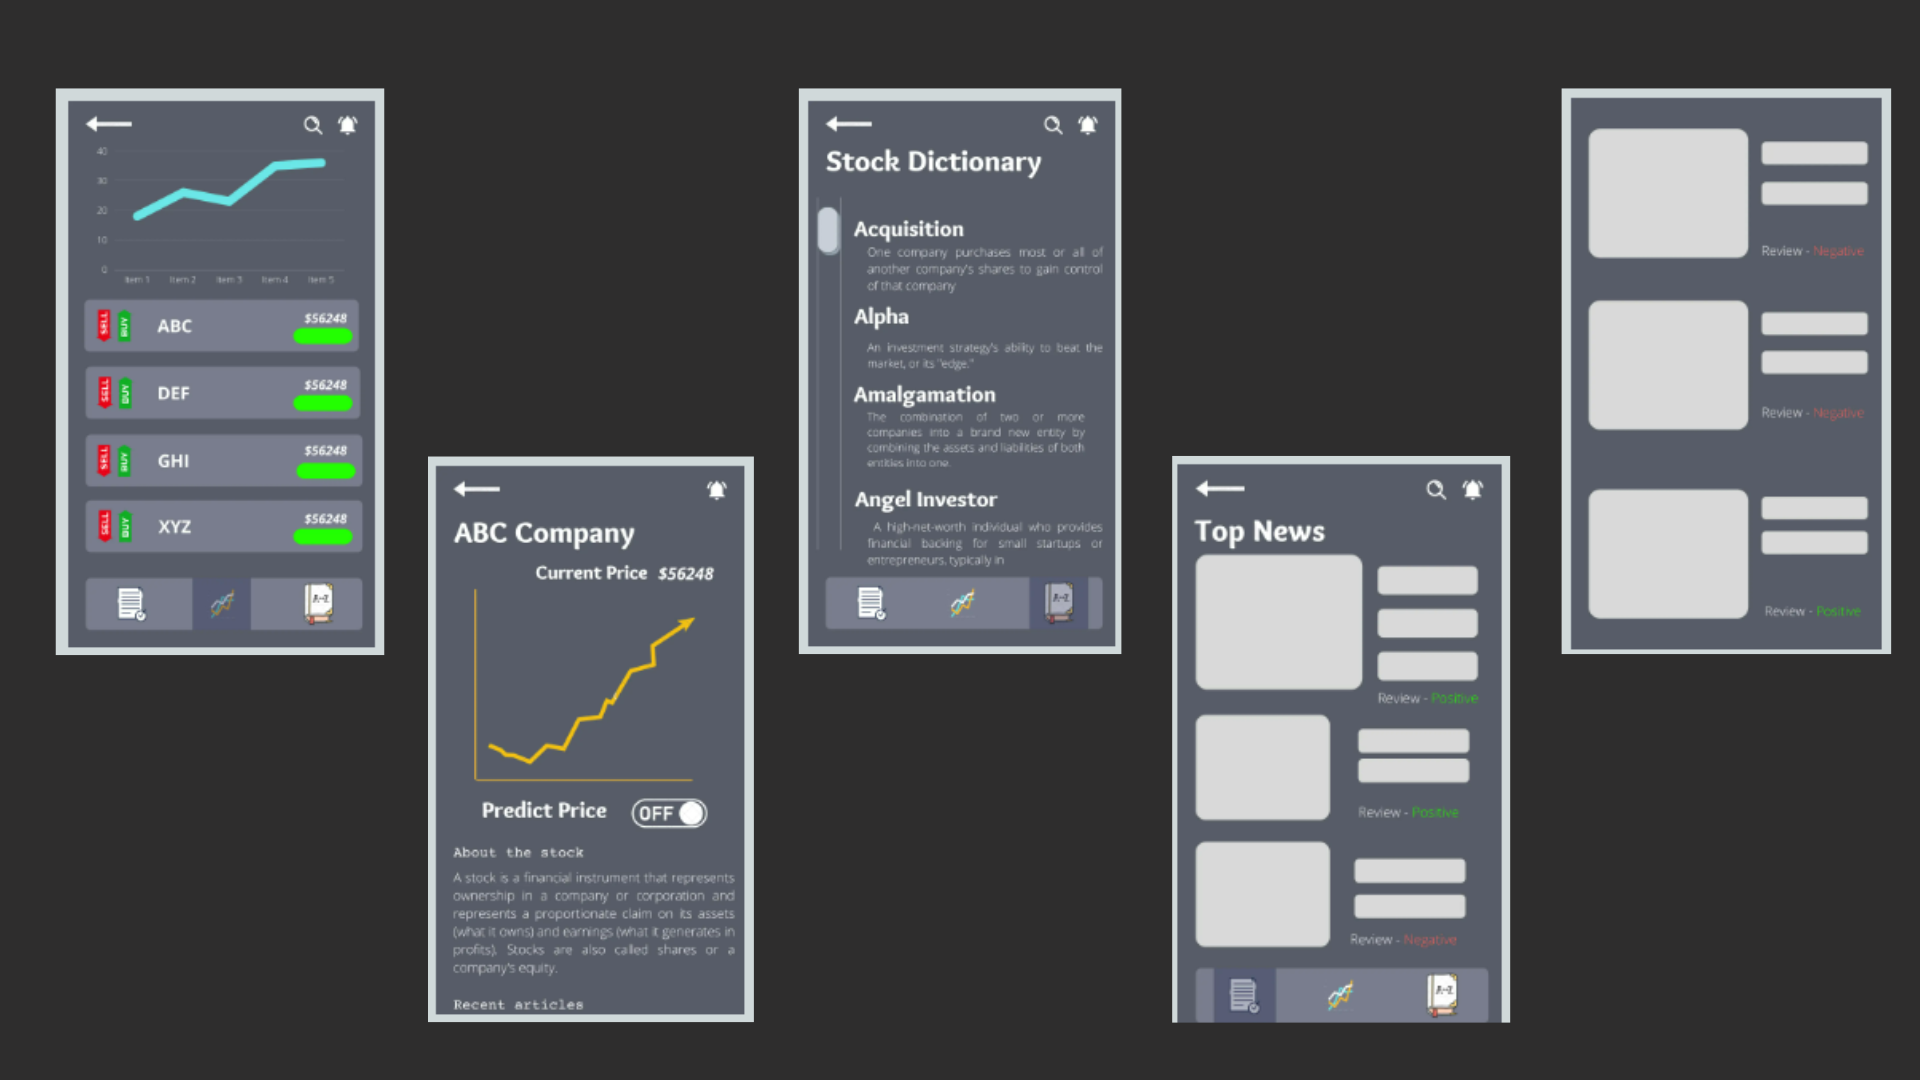 40
30
20
10
0
Item 1 Item 2 Item 3 Item 4 Item 5
SELL BUY ABC $56248
SELL BUY DEF $56248
SELL BUY GHI $56248
SELL BUY XYZ $56248
A-Z
ABC Company
Current Price $56248
Predict Price OFF
About the stock
A stock is a financial instrument that represents
ownership in a company or corporation and
represents a proportionate claim on its assets
(what it owns) and earnings (what it generates in
profits). Stocks are also called shares or a
company's equity.
Recent articles
Stock Dictionary
Acquisition
One company purchases most or all of
another company's shares to gain control
of that company
Alpha
An investment strategy's ability to beat the
market, or its "edge."
Amalgamation
The combination of two or more
companies into a brand new entity by
combining the assets and liabilities of both
entities into one.
Angel Investor
A high-net-worth individual who provides
financial backing for small startups or
entrepreneurs, typically in
A-Z
Top News
Review - Positive
Review - Positive
Review - Negative
A-Z
Review - Negative
Review - Negative
Review - Positive